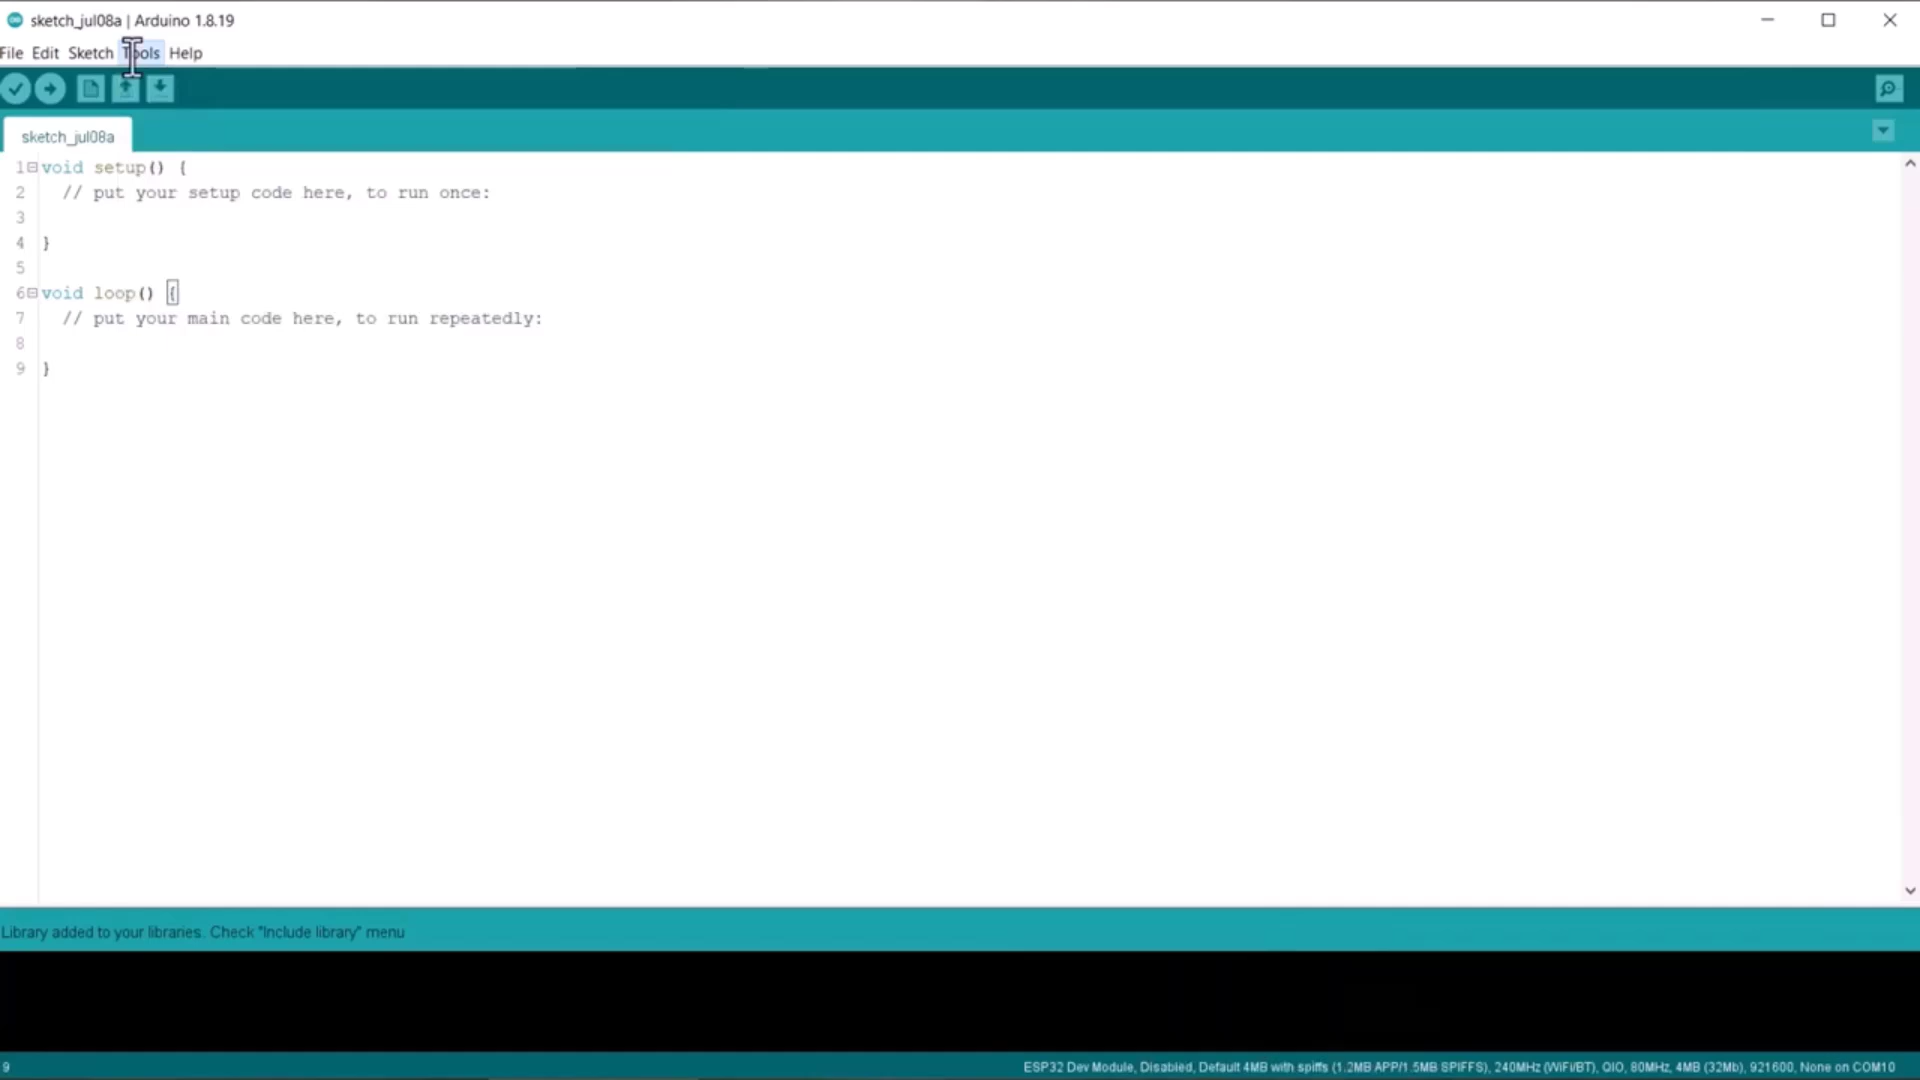 sketch_jul08a | Arduino 1.8.19
File Edit Sketch Tools Help
sketch_jul08a
1 void setup() {
2 // put your setup code here, to run once:
3
4 }
5
6 void loop() {
7 // put your main code here, to run repeatedly:
8
9 }
Library added to your libraries. Check "Include library" menu
9 ESP32 Dev Module, Disabled, Default 4MB with spiffs (1.2MB APP/1.5MB SPIFFS), 240MHz (WiFi/BT), QIO, 80MHz, 4MB (32Mb), 921600, None on COM10